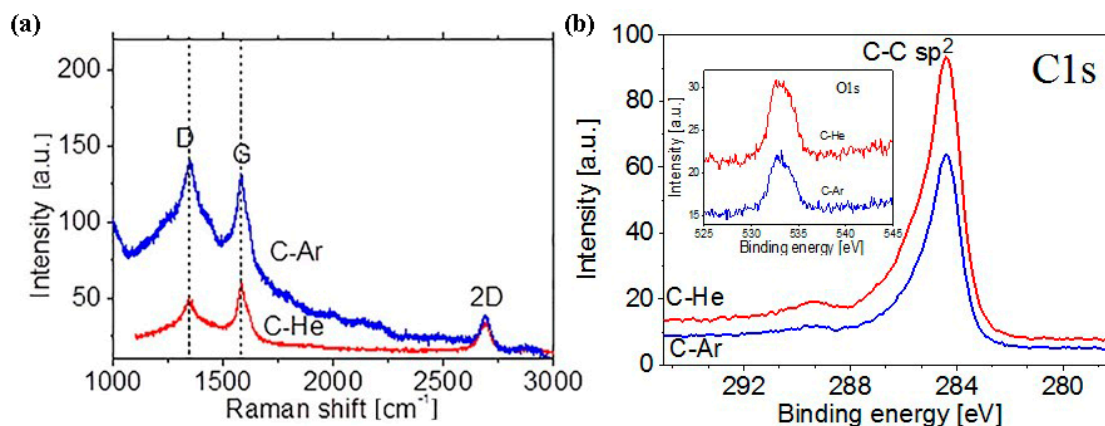 (a)
200
150
100
50
Intensity [a.u.]
D
G
C-Ar
C-He
2D
1000 1500 2000 2500 3000
Raman shift [cm⁻¹]
(b)
100
80
60
40
20
0
Intensity [a.u.]
C-C sp²
C1s
30
25
20
15
Intensity [a.u.]
O1s
C-He
C-Ar
525 530 535 540 545
Binding energy [eV]
C-He
C-Ar
292 288 284 280
Binding energy [eV]